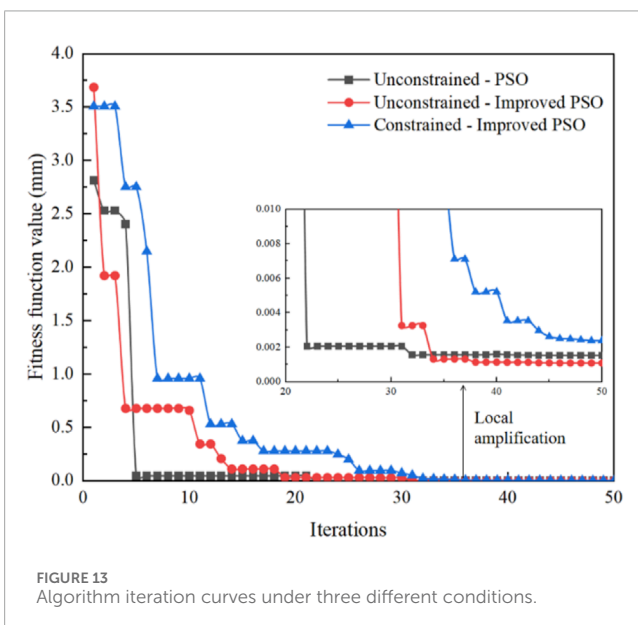 4.0
3.5
3.0
2.5
2.0
1.5
1.0
0.5
0.0
Fitness function value (mm)
Unconstrained - PSO
Unconstrained - Improved PSO
Constrained - Improved PSO
0.010
0.008
0.006
0.004
0.002
0.000
20 30 40 50
Local
amplification
0 10 20 30 40 50
Iterations
FIGURE 13
Algorithm iteration curves under three different conditions.